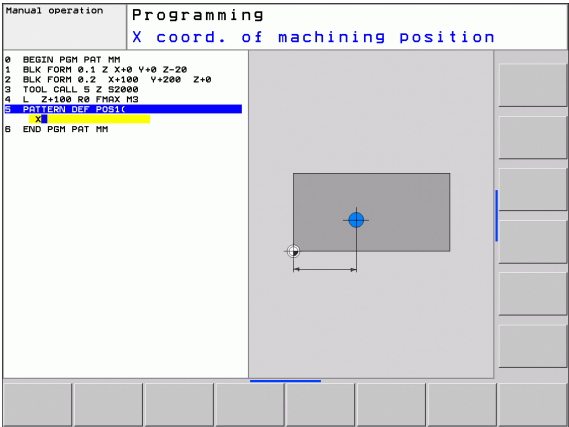 Manual operation
Programming
X coord. of machining position
0 BEGIN PGM PAT MM
1 BLK FORM 0.1 Z X+0 Y+0 Z-20
2 BLK FORM 0.2 X+100 Y+200 Z+0
3 TOOL CALL 5 Z S2000
4 L Z+100 R0 FMAX M3
5 PATTERN DEF POS1(
X
6 END PGM PAT MM